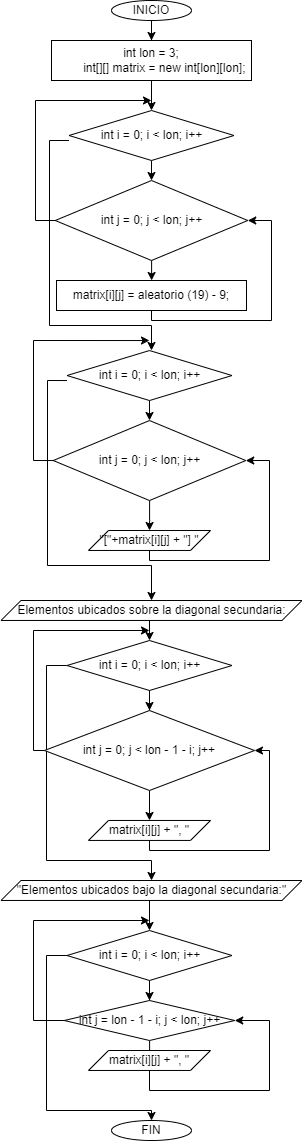 INICIO
int lon = 3;
int[][] matrix = new int[lon][lon];
int i = 0; i < lon; i++
int j = 0; j < lon; j++
matrix[i][j] = aleatorio (19) - 9;
int i = 0; i < lon; i++
int j = 0; j < lon; j++
"["+matrix[i][j] + "] "
Elementos ubicados sobre la diagonal secundaria:
int i = 0; i < lon; i++
int j = 0; j < lon - 1 - i; j++
matrix[i][j] + ", "
"Elementos ubicados bajo la diagonal secundaria:"
int i = 0; i < lon; i++
int j = lon - 1 - i; j < lon; j++
matrix[i][j] + ", "
FIN